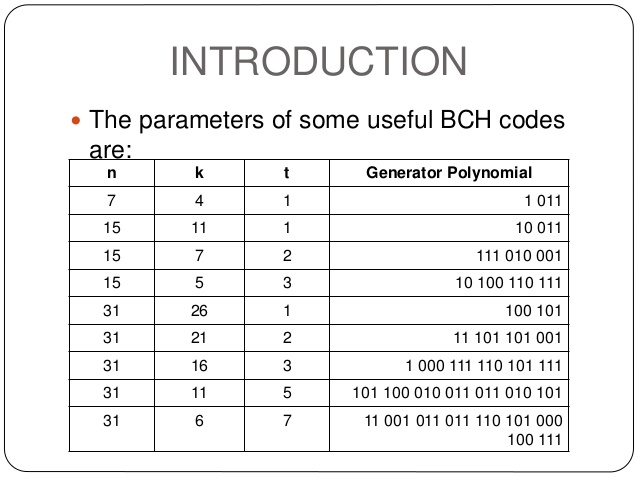 INTRODUCTION
• The parameters of some useful BCH codes
are:
n k t Generator Polynomial
7 4 1 1 011
15 11 1 10 011
15 7 2 111 010 001
15 5 3 10 100 110 111
31 26 1 100 101
31 21 2 11 101 101 001
31 16 3 1 000 111 110 101 111
31 11 5 101 100 010 011 011 010 101
31 6 7 11 001 011 011 110 101 000
100 111